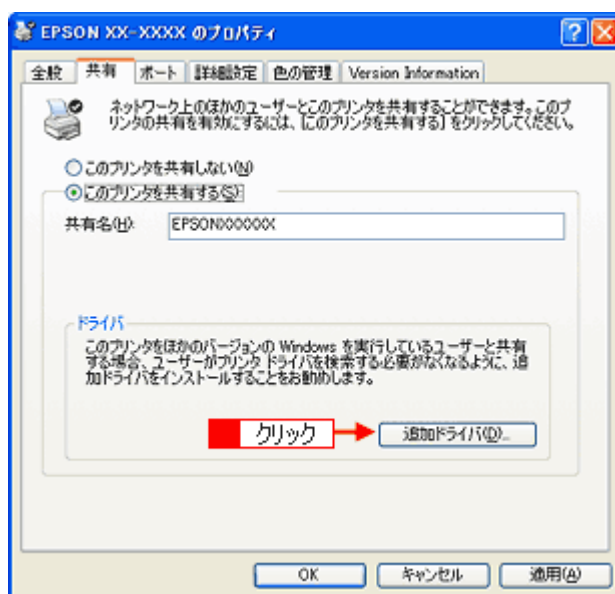 EPSON XX-XXXX のプロパティ
全般 共有 ポート 詳細設定 色の管理 Version Information
ネットワーク上のほかのユーザーとこのプリンタを共有することができます。このプ
リンタの共有を有効にするには、[このプリンタを共有する] をクリックしてください。
このプリンタを共有しない(N)
このプリンタを共有する(S)
共有名(H): EPSONXXXXXX
ドライバ
このプリンタをほかのバージョンの Windows を実行しているユーザーと共有
する場合、ユーザーがプリンタ ドライバを検索する必要がなくなるように、追
加ドライバをインストールすることをお勧めします。
クリック 追加ドライバ(D)...
OK キャンセル 適用(A)